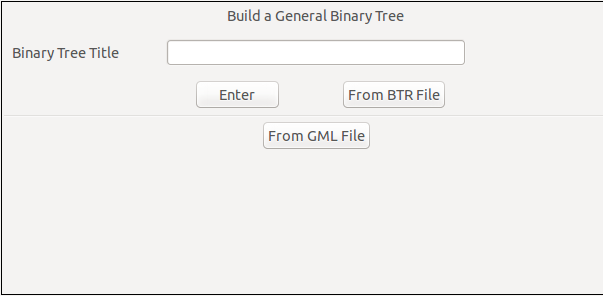 Build a General Binary Tree
Binary Tree Title
Enter From BTR File
From GML File